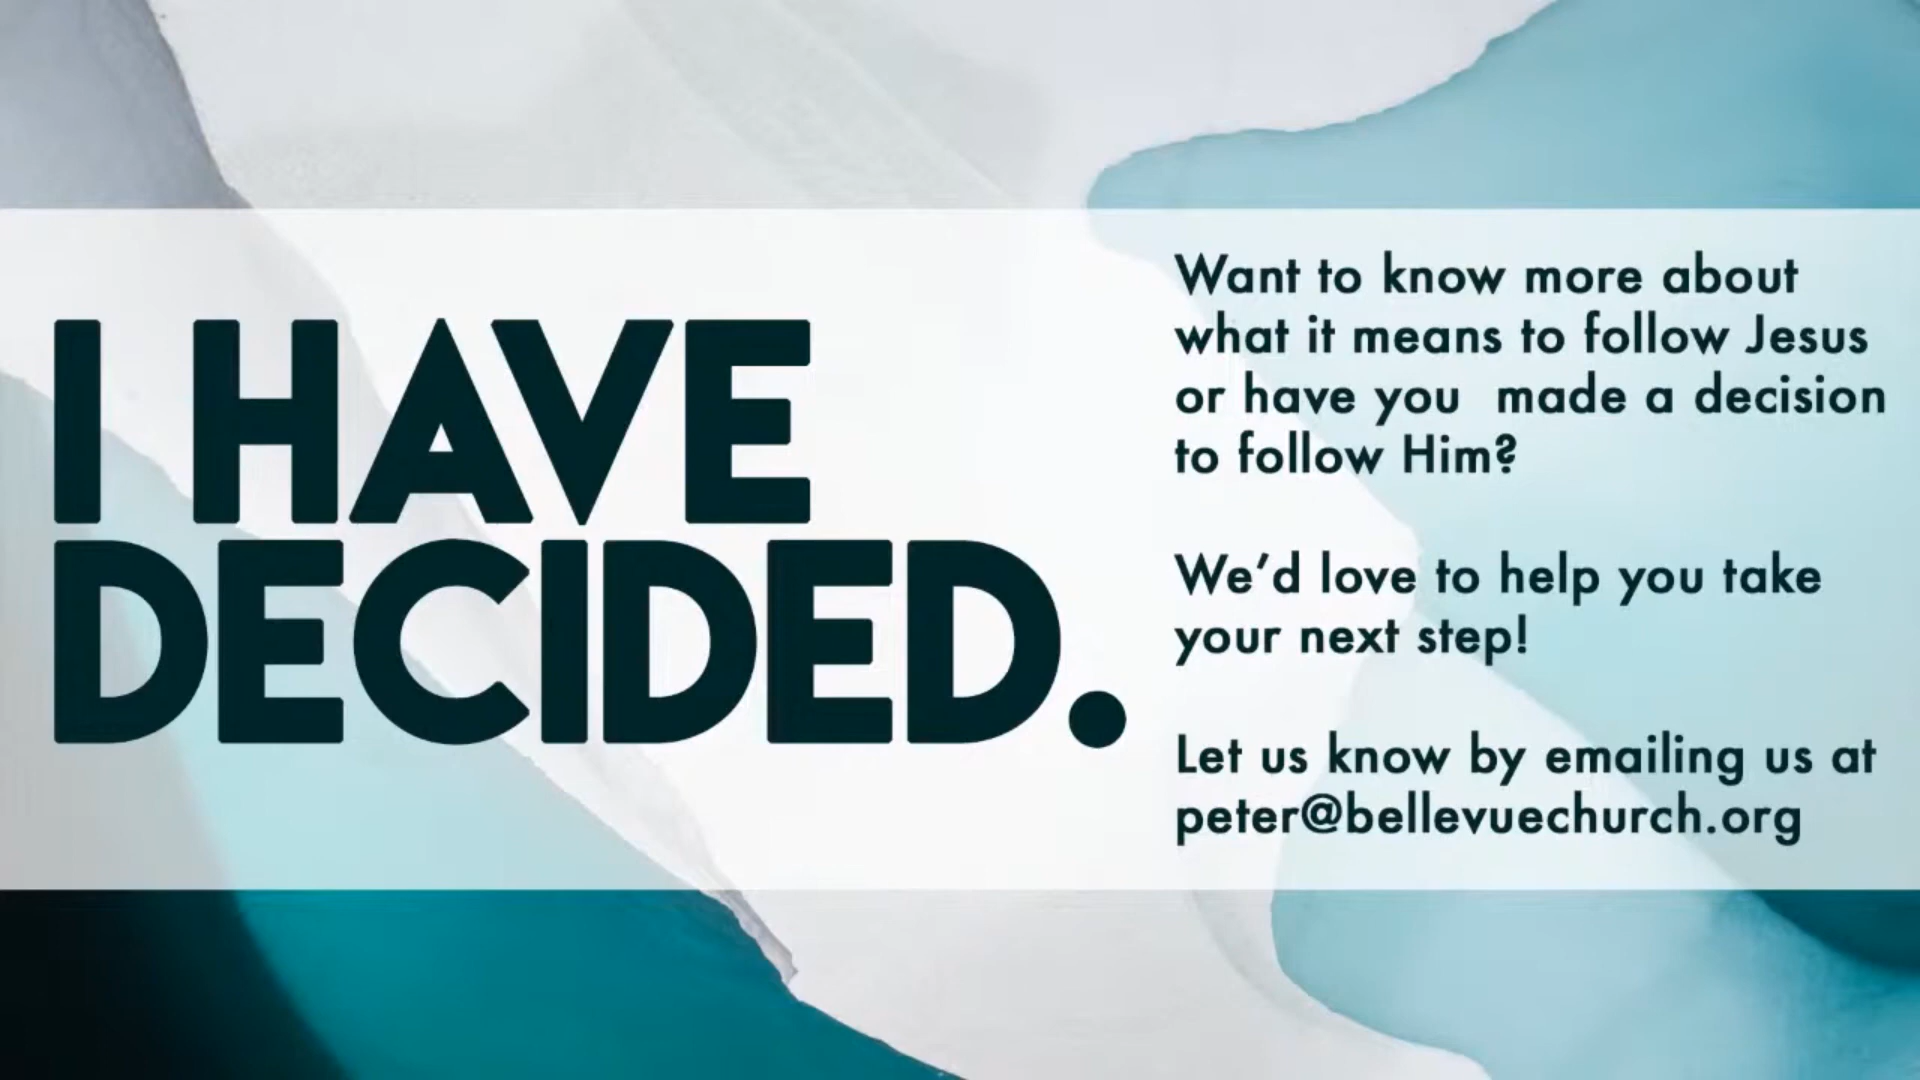 I HAVE
DECIDED.
Want to know more about
what it means to follow Jesus
or have you  made a decision
to follow Him?
We’d love to help you take
your next step!
Let us know by emailing us at
peter@bellevuechurch.org